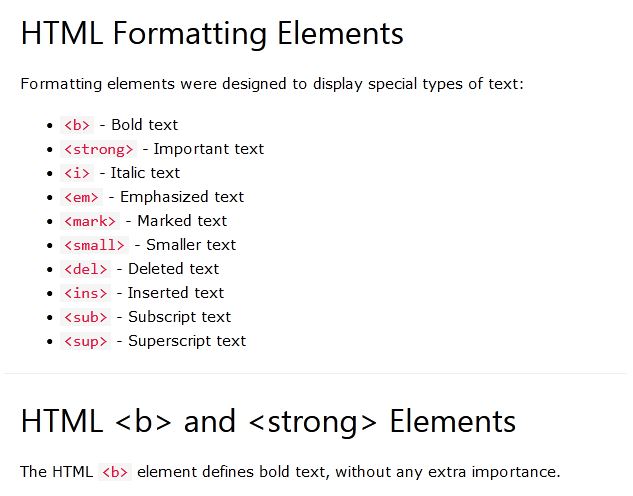 HTML Formatting Elements
Formatting elements were designed to display special types of text:
• <b> - Bold text
• <strong> - Important text
• <i> - Italic text
• <em> - Emphasized text
• <mark> - Marked text
• <small> - Smaller text
• <del> - Deleted text
• <ins> - Inserted text
• <sub> - Subscript text
• <sup> - Superscript text
HTML <b> and <strong> Elements
The HTML <b> element defines bold text, without any extra importance.